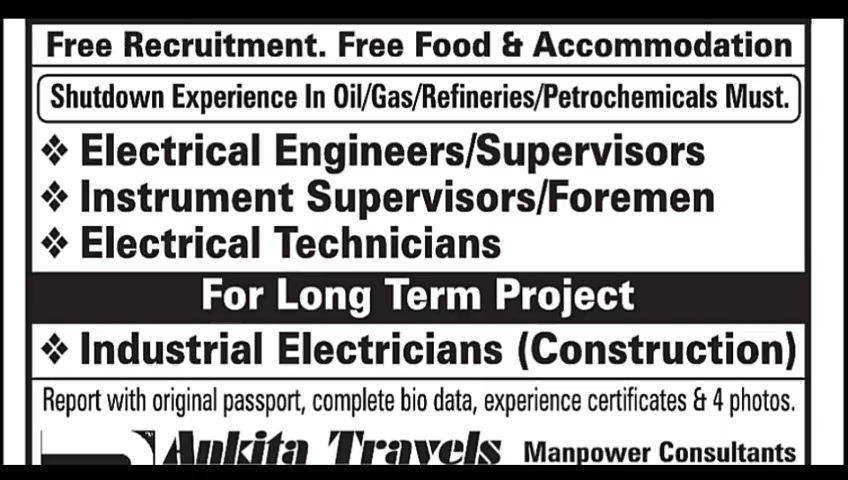 Free Recruitment. Free Food & Accommodation
Shutdown Experience In Oil/Gas/Refineries/Petrochemicals Must.
❖ Electrical Engineers/Supervisors
❖ Instrument Supervisors/Foremen
❖ Electrical Technicians
For Long Term Project
❖ Industrial Electricians (Construction)
Report with original passport, complete bio data, experience certificates & 4 photos.
Ankita Travels Manpower Consultants